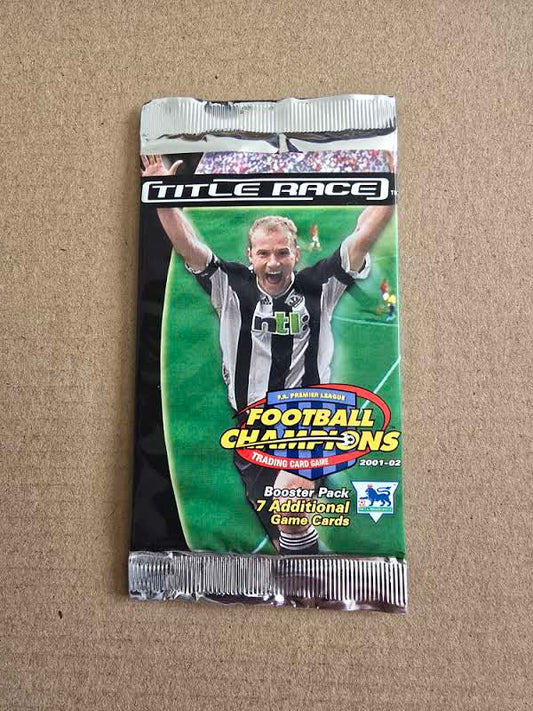 TITLE RACE
ntl:
F.A. PREMIER LEAGUE
FOOTBALL
CHAMPIONS
TRADING CARD GAME
2001-02
Booster Pack
7 Additional
Game Cards